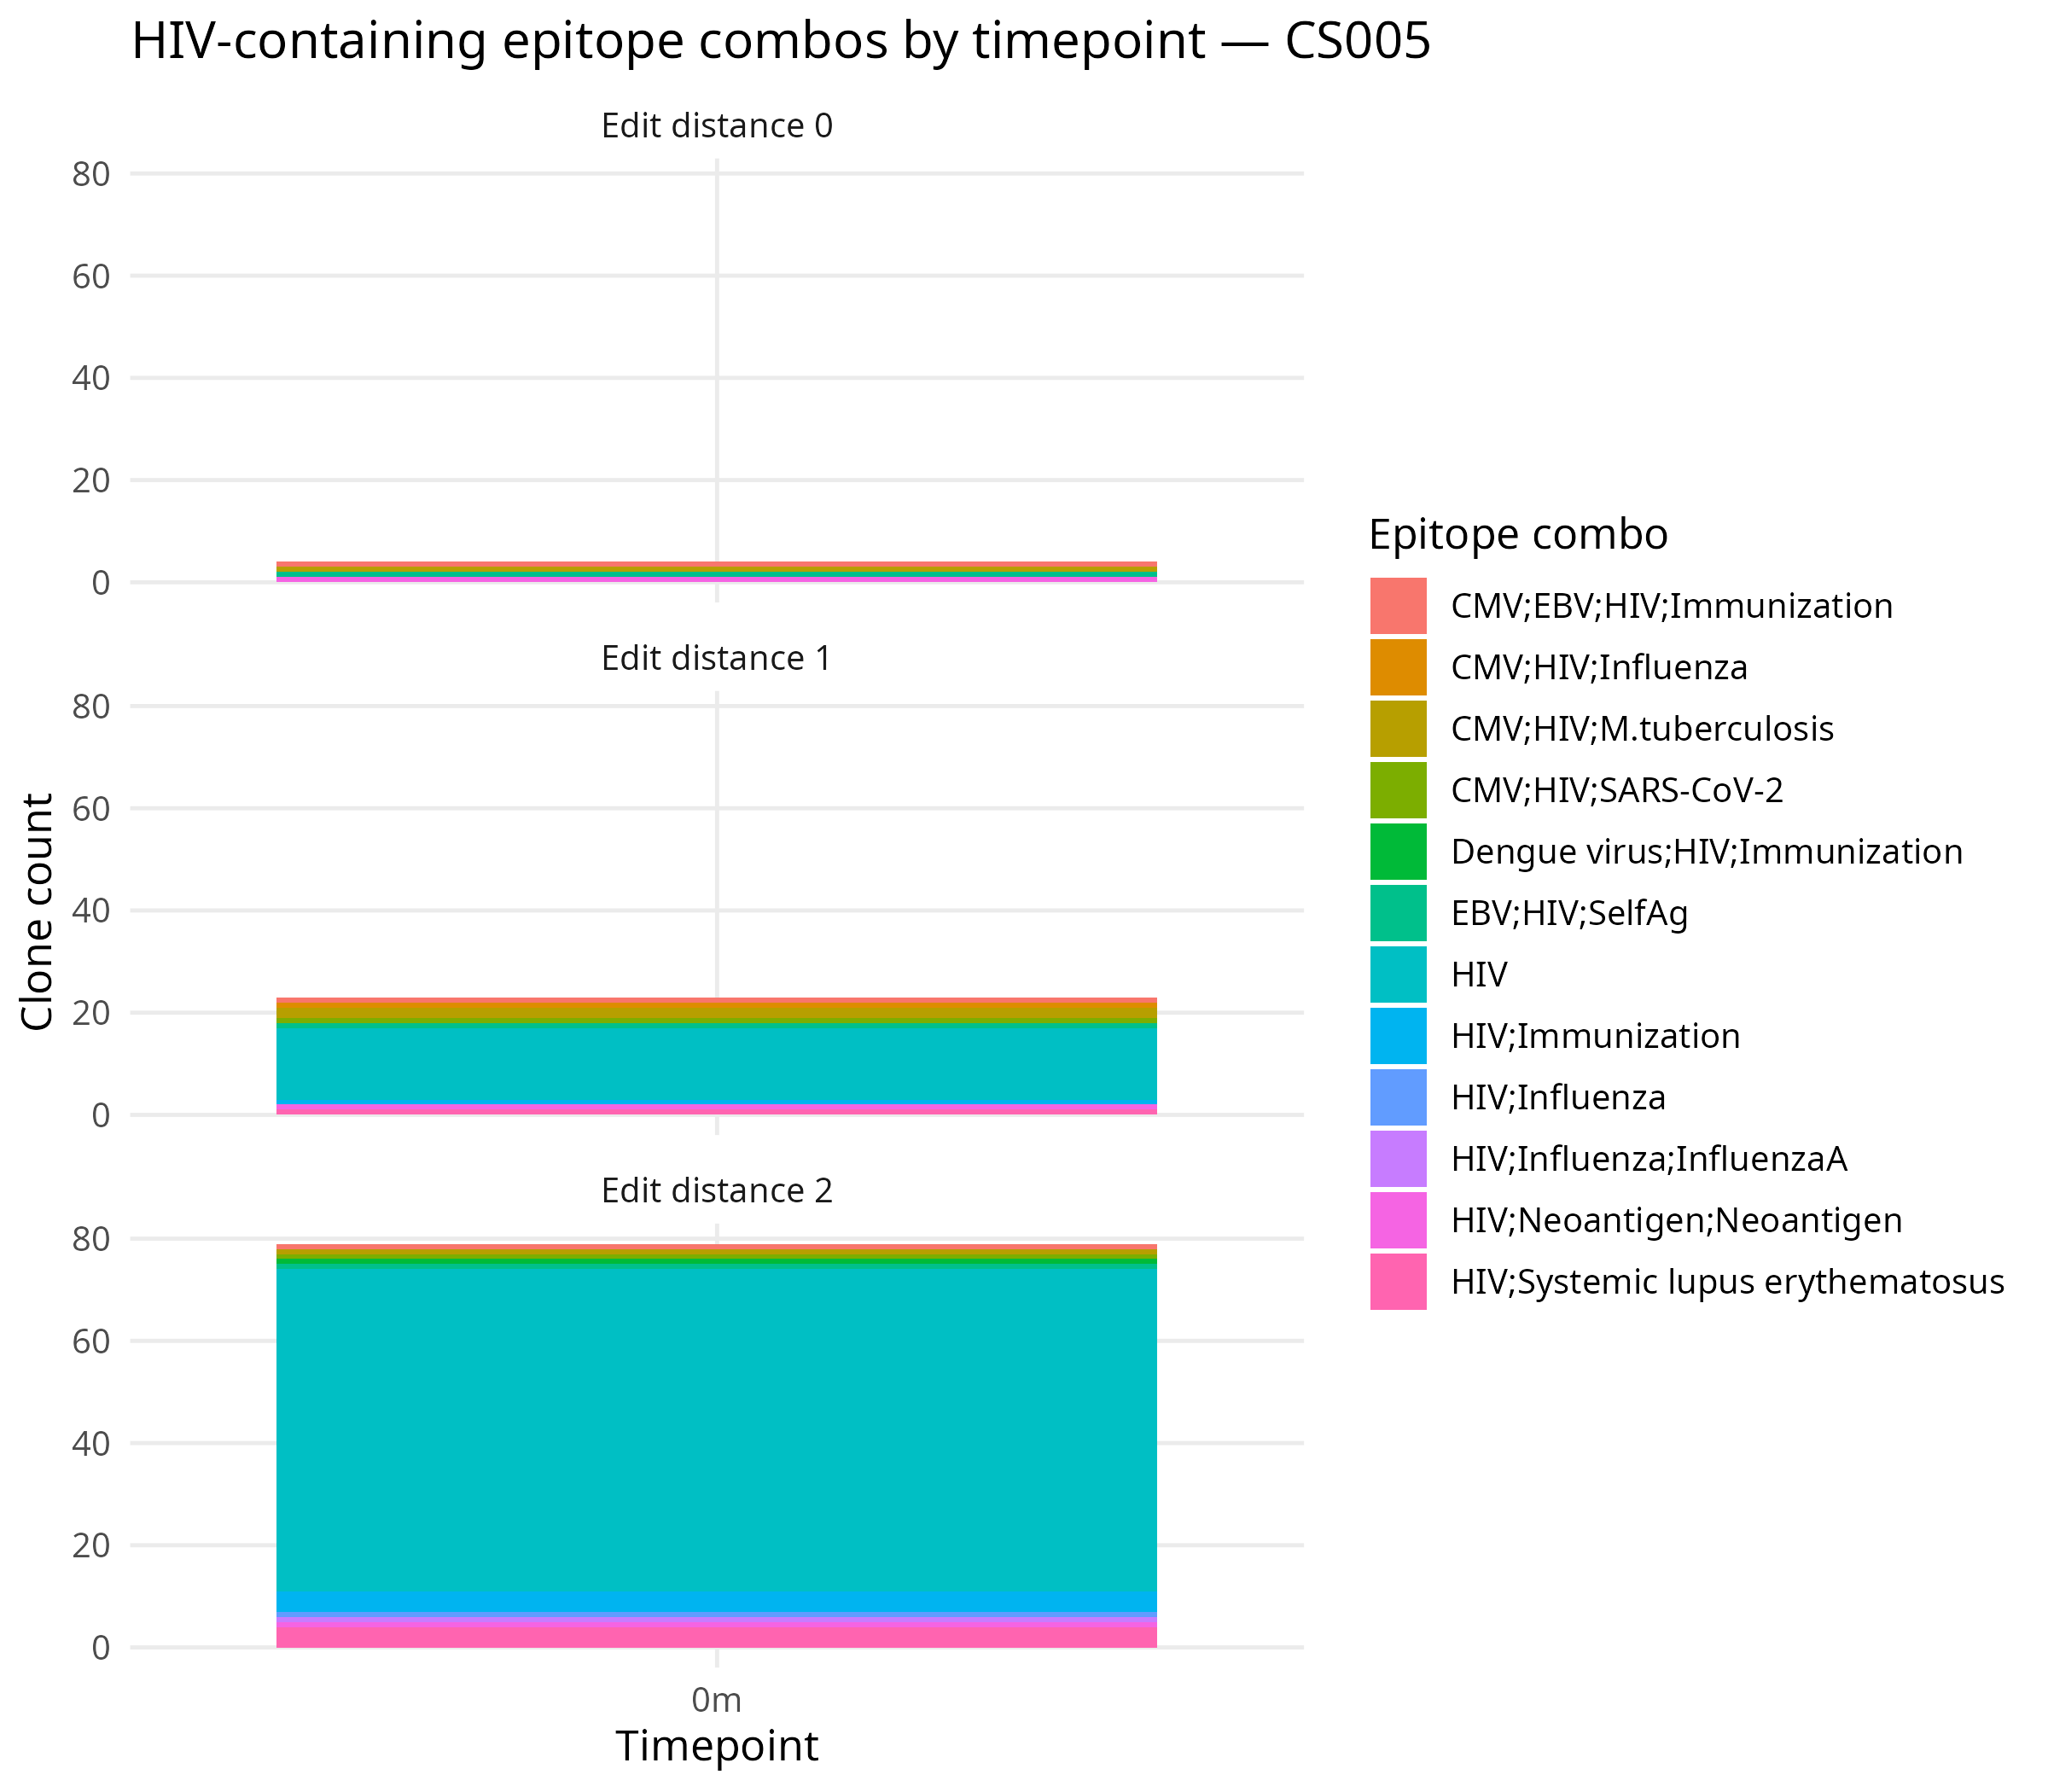 HIV-containing epitope combos by timepoint — CS005
Edit distance 0
80
60
40
20
0
Edit distance 1
80
60
40
20
0
Edit distance 2
80
60
40
20
0
0m
Timepoint
Clone count
Epitope combo
CMV;EBV;HIV;Immunization
CMV;HIV;Influenza
CMV;HIV;M.tuberculosis
CMV;HIV;SARS-CoV-2
Dengue virus;HIV;Immunization
EBV;HIV;SelfAg
HIV
HIV;Immunization
HIV;Influenza
HIV;Influenza;InfluenzaA
HIV;Neoantigen;Neoantigen
HIV;Systemic lupus erythematosus